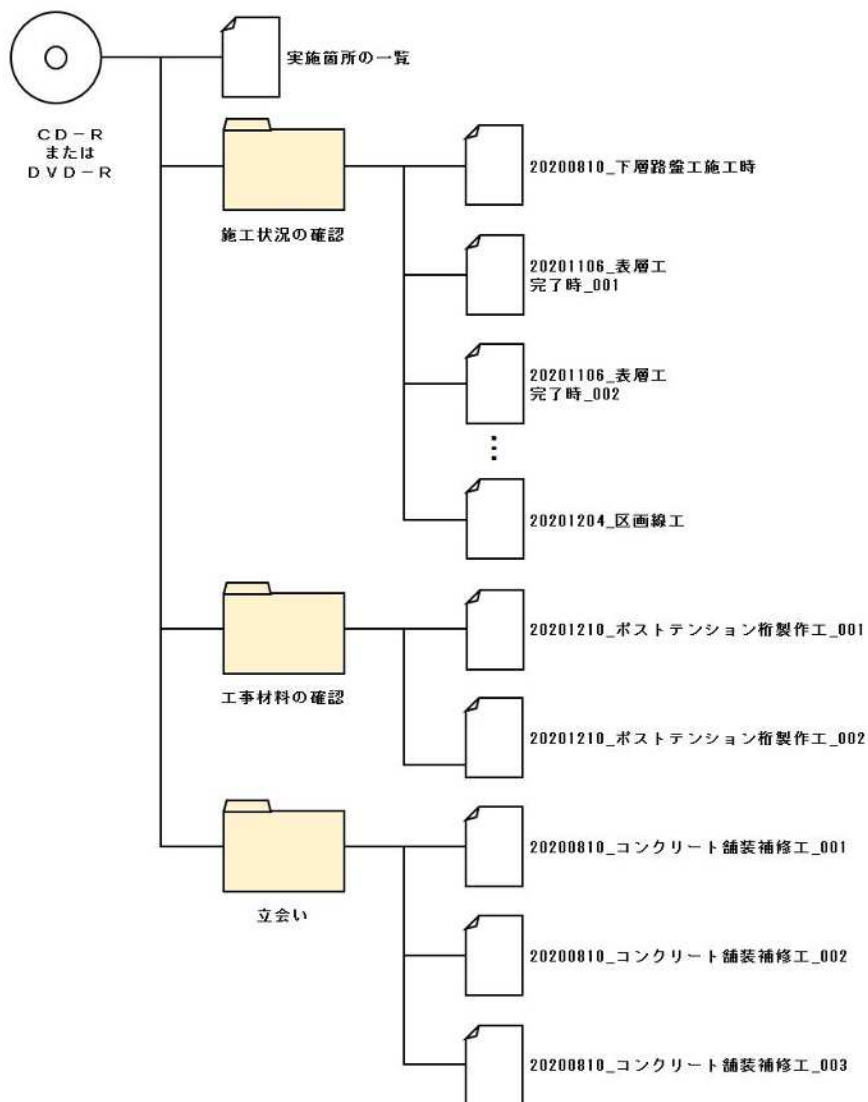 実施箇所の一覧
CD－R
または
DVD－R
施工状況の確認
20200810_下層路盤工施工時
20201106_表層工
完了時_001
20201106_表層工
完了時_002
⋮
20201204_区画線工
工事材料の確認
20201210_ポストテンション桁製作工_001
20201210_ポストテンション桁製作工_002
立会い
20200810_コンクリート舗装補修工_001
20200810_コンクリート舗装補修工_002
20200810_コンクリート舗装補修工_003